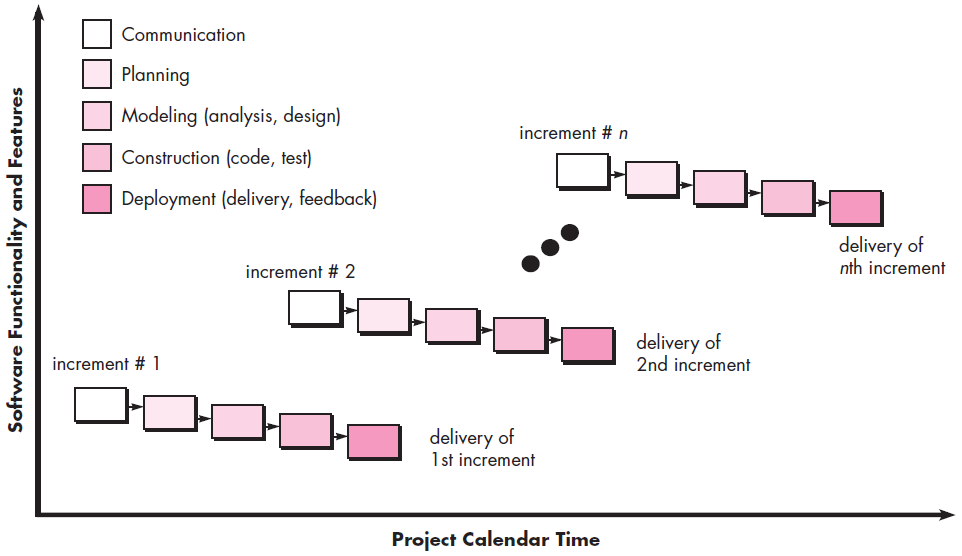 Communication
Planning
Modeling (analysis, design)
Construction (code, test)
Deployment (delivery, feedback)
Software Functionality and Features
increment # n
delivery of
nth increment
increment # 2
delivery of
2nd increment
increment # 1
delivery of
1st increment
Project Calendar Time